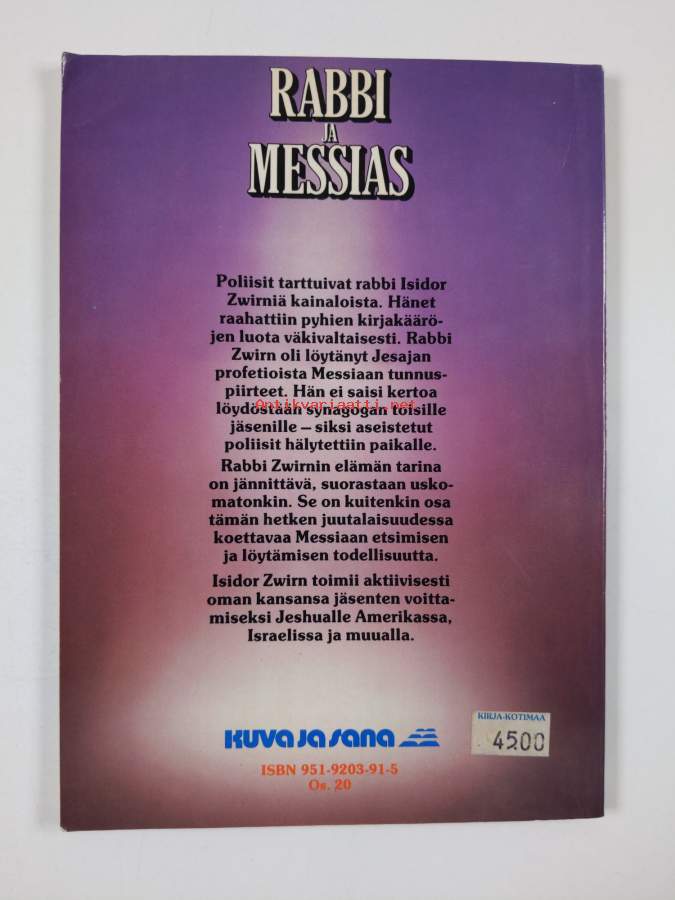 RABBI
JA
MESSIAS
Poliisit tarttuivat rabbi Isidor
Zwirniä kainaloista. Hänet
raahattiin pyhien kirjakäärö-
jen luota väkivaltaisesti. Rabbi
Zwirn oli löytänyt Jesajan
profetioista Messiaan tunnus-
piirteet. Hän ei saisi kertoa
Antikvariaatti.net
löydöstään synagogan toisille
jäsenille – siksi aseistetut
poliisit hälytettiin paikalle.
Rabbi Zwirnin elämän tarina
on jännittävä, suorastaan usko-
matonkin. Se on kuitenkin osa
tämän hetken juutalaisuudessa
koettavaa Messiaan etsimisen
ja löytämisen todellisuutta.
Isidor Zwirn toimii aktiivisesti
oman kansansa jäsenten voitta-
miseksi Jeshualle Amerikassa,
Israelissa ja muualla.
KUVA JA SANA
KIRJA-KOTIMAA
4500
ISBN 951-9203-91-5
Os. 20